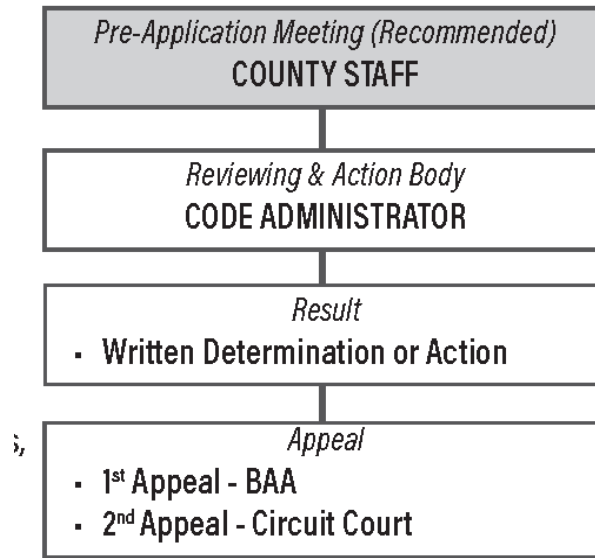 Pre-Application Meeting (Recommended)
COUNTY STAFF
Reviewing & Action Body
CODE ADMINISTRATOR
Result
▪ Written Determination or Action
s,
Appeal
▪ 1st Appeal - BAA
▪ 2nd Appeal - Circuit Court